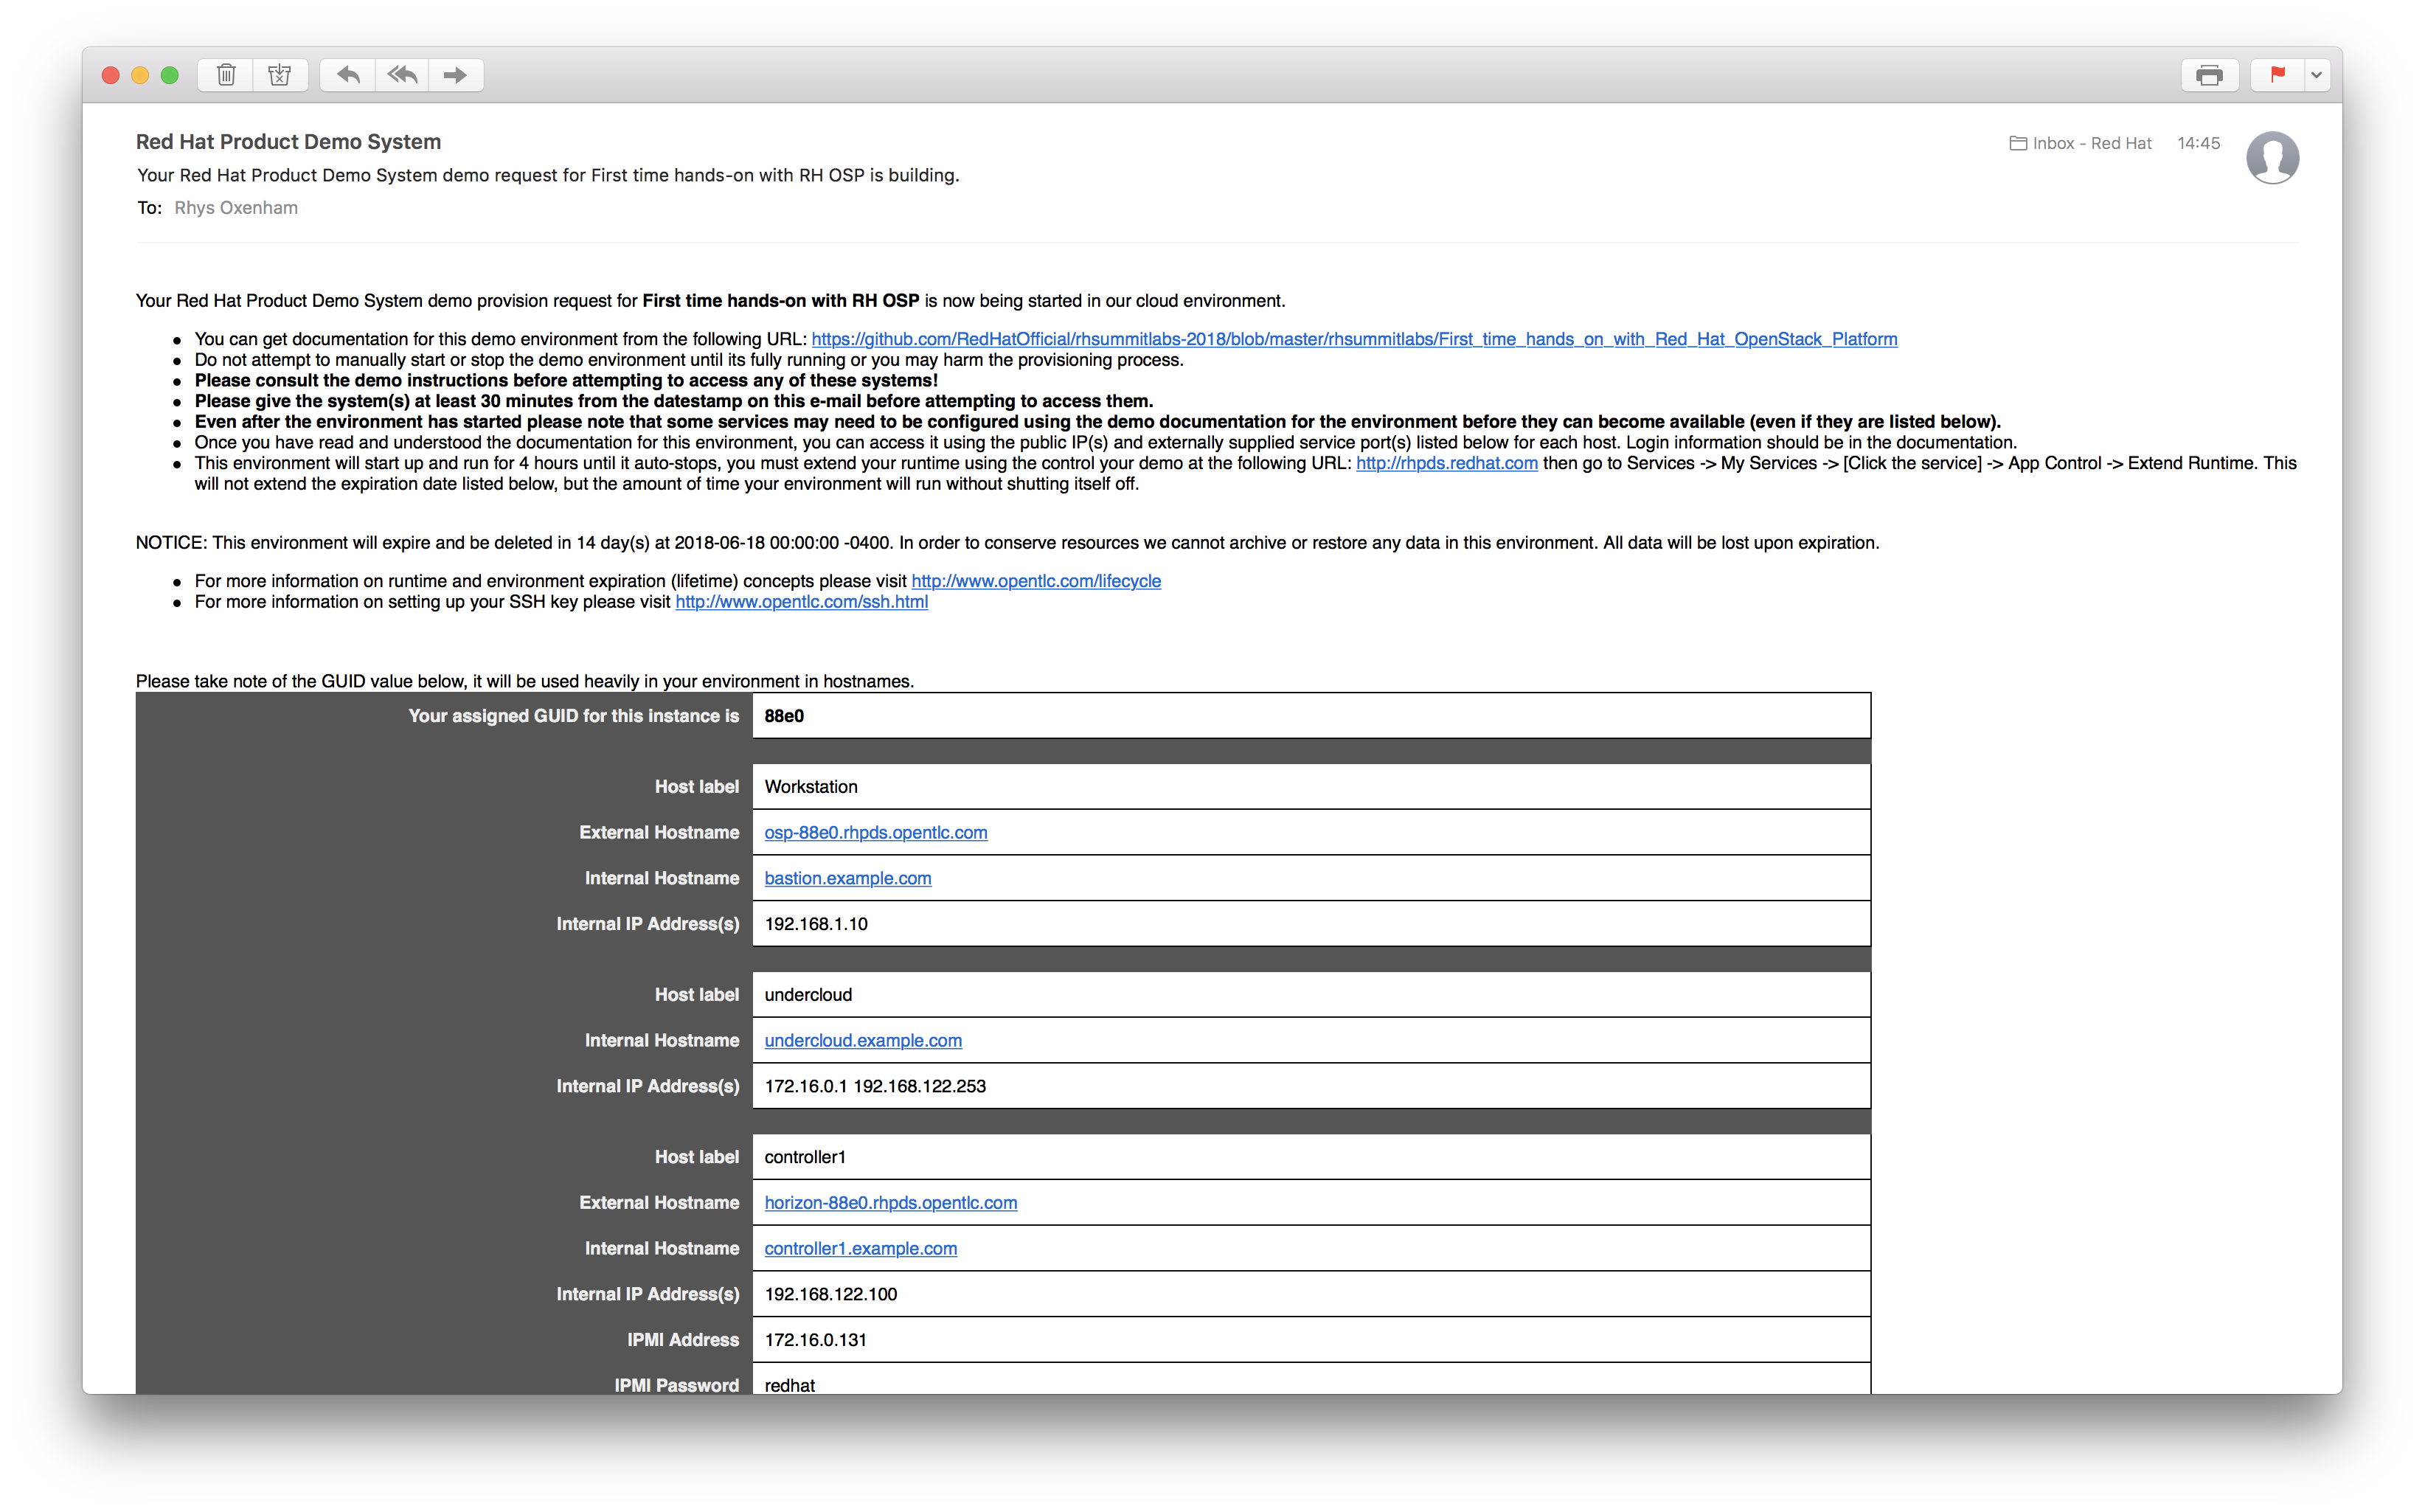 Red Hat Product Demo System
Inbox - Red Hat 14:45
Your Red Hat Product Demo System demo request for First time hands-on with RH OSP is building.
To: Rhys Oxenham
Your Red Hat Product Demo System demo provision request for First time hands-on with RH OSP is now being started in our cloud environment.
● You can get documentation for this demo environment from the following URL: https://github.com/RedHatOfficial/rhsummitlabs-2018/blob/master/rhsummitlabs/First_time_hands_on_with_Red_Hat_OpenStack_Platform
● Do not attempt to manually start or stop the demo environment until its fully running or you may harm the provisioning process.
● Please consult the demo instructions before attempting to access any of these systems!
● Please give the system(s) at least 30 minutes from the datestamp on this e-mail before attempting to access them.
● Even after the environment has started please note that some services may need to be configured using the demo documentation for the environment before they can become available (even if they are listed below).
● Once you have read and understood the documentation for this environment, you can access it using the public IP(s) and externally supplied service port(s) listed below for each host. Login information should be in the documentation.
● This environment will start up and run for 4 hours until it auto-stops, you must extend your runtime using the control your demo at the following URL: http://rhpds.redhat.com then go to Services -> My Services -> [Click the service] -> App Control -> Extend Runtime. This
will not extend the expiration date listed below, but the amount of time your environment will run without shutting itself off.
NOTICE: This environment will expire and be deleted in 14 day(s) at 2018-06-18 00:00:00 -0400. In order to conserve resources we cannot archive or restore any data in this environment. All data will be lost upon expiration.
● For more information on runtime and environment expiration (lifetime) concepts please visit http://www.opentlc.com/lifecycle
● For more information on setting up your SSH key please visit http://www.opentlc.com/ssh.html
Please take note of the GUID value below, it will be used heavily in your environment in hostnames.
Your assigned GUID for this instance is 88e0
Host label Workstation
External Hostname osp-88e0.rhpds.opentlc.com
Internal Hostname bastion.example.com
Internal IP Address(s) 192.168.1.10
Host label undercloud
Internal Hostname undercloud.example.com
Internal IP Address(s) 172.16.0.1 192.168.122.253
Host label controller1
External Hostname horizon-88e0.rhpds.opentlc.com
Internal Hostname controller1.example.com
Internal IP Address(s) 192.168.122.100
IPMI Address 172.16.0.131
IPMI Password redhat